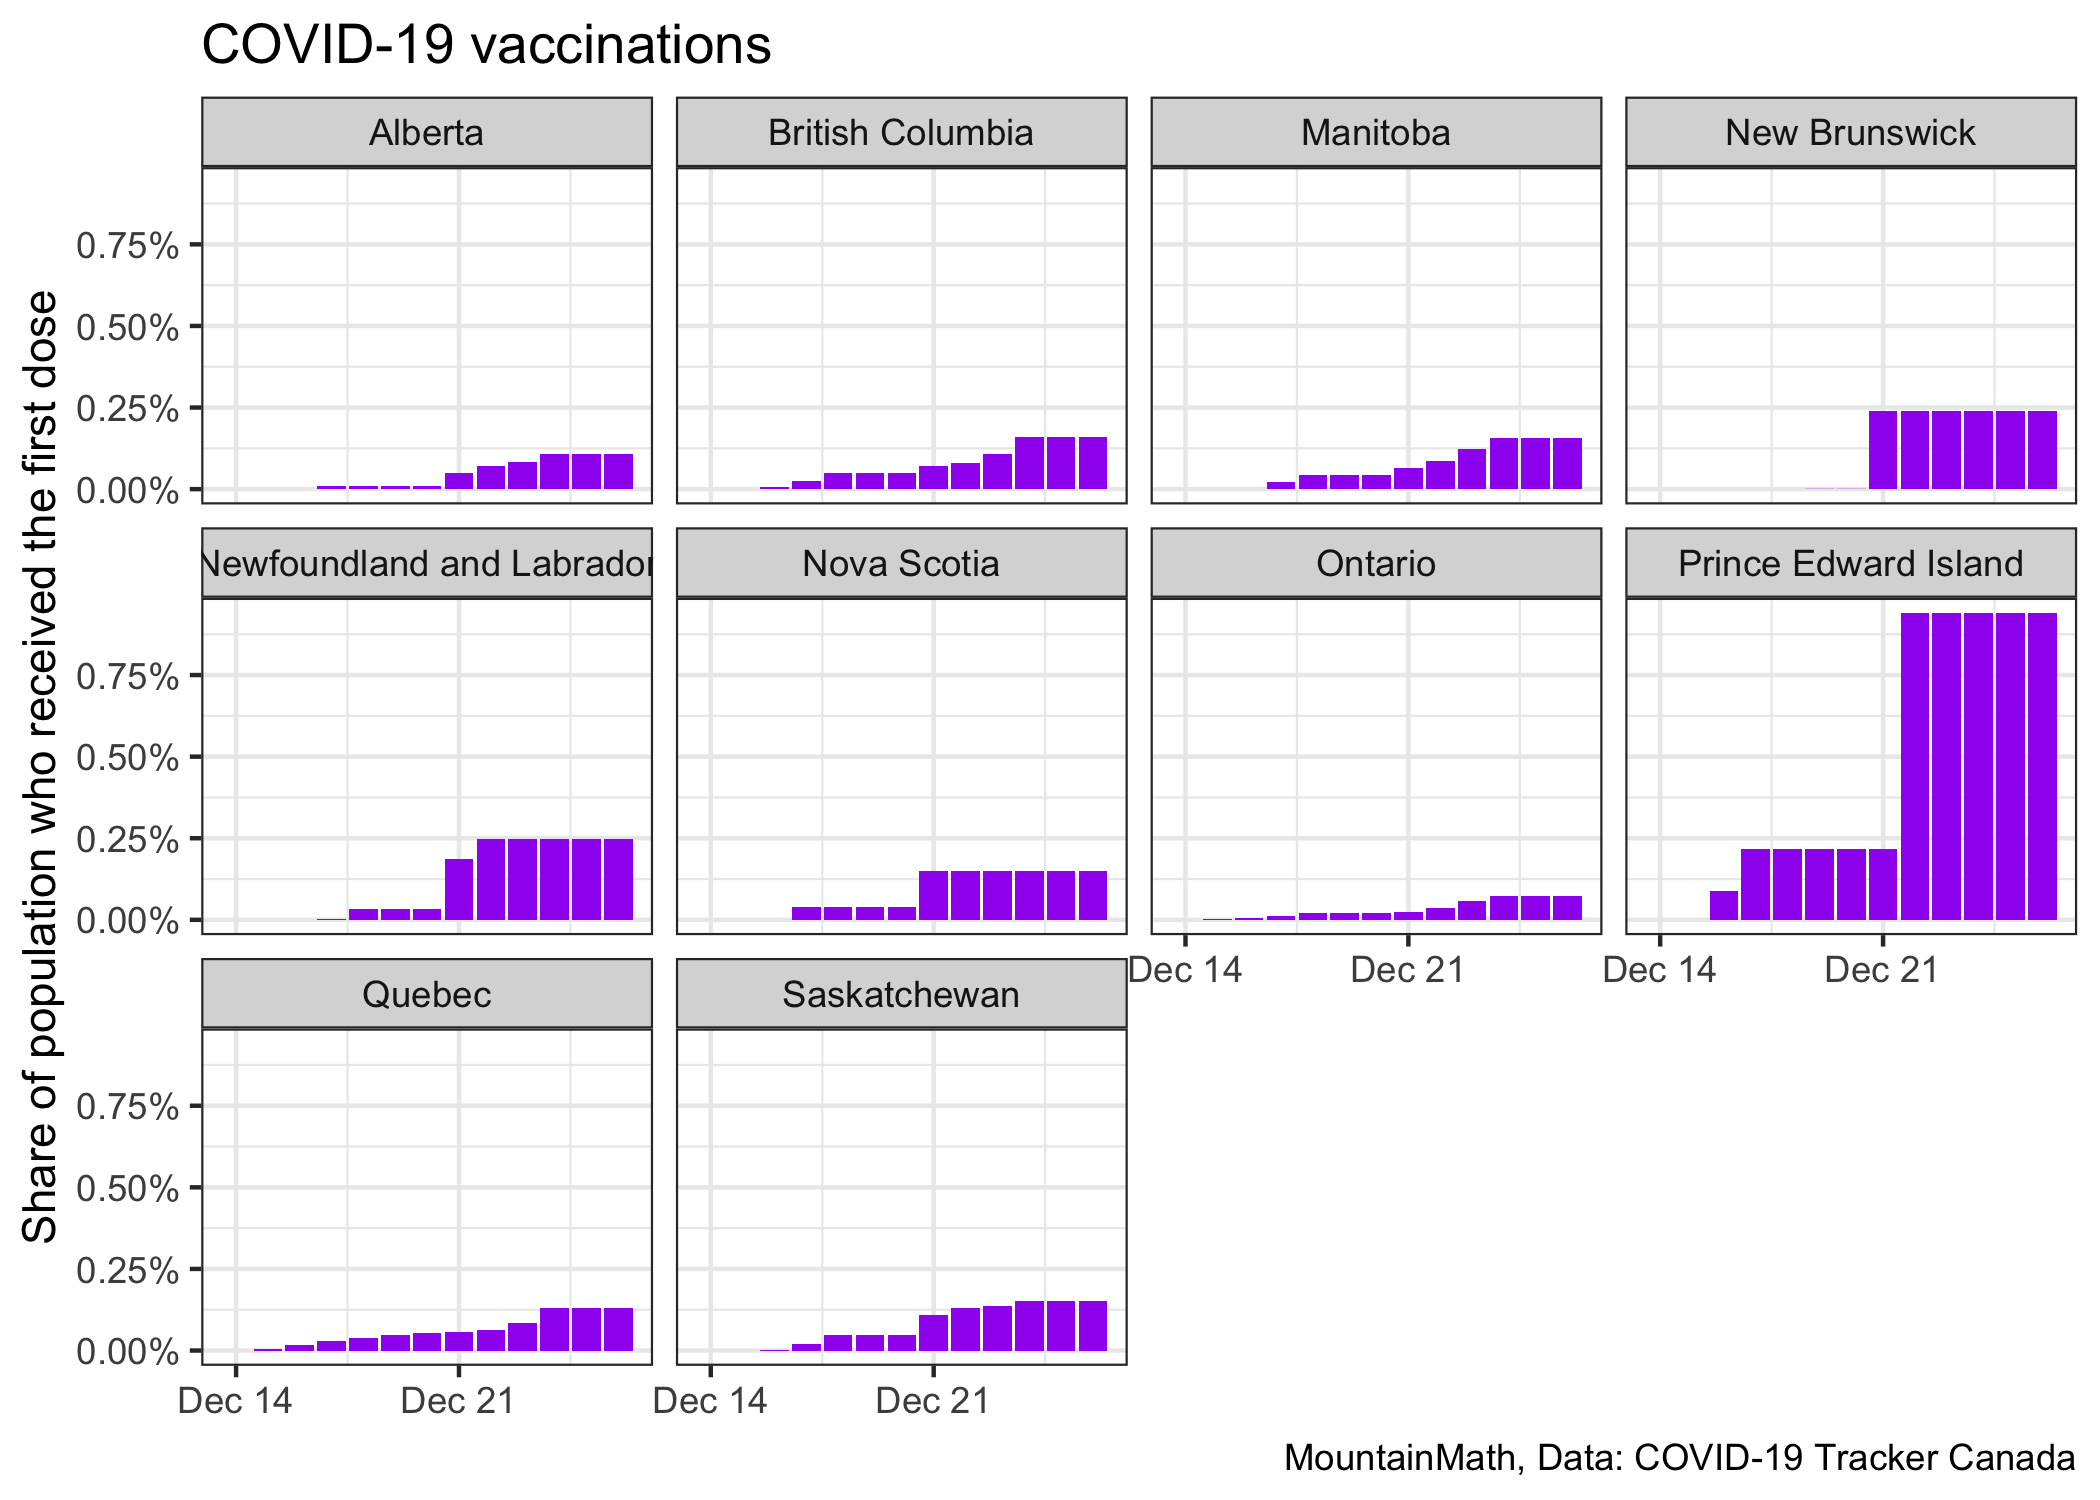 COVID-19 vaccinations
Share of population who received the first dose
Alberta
British Columbia
Manitoba
New Brunswick
0.75%
0.50%
0.25%
0.00%
Newfoundland and Labrador
Nova Scotia
Ontario
Prince Edward Island
0.75%
0.50%
0.25%
0.00%
Dec 14
Dec 21
Dec 14
Dec 21
Quebec
Saskatchewan
0.75%
0.50%
0.25%
0.00%
Dec 14
Dec 21
Dec 14
Dec 21
MountainMath, Data: COVID-19 Tracker Canada